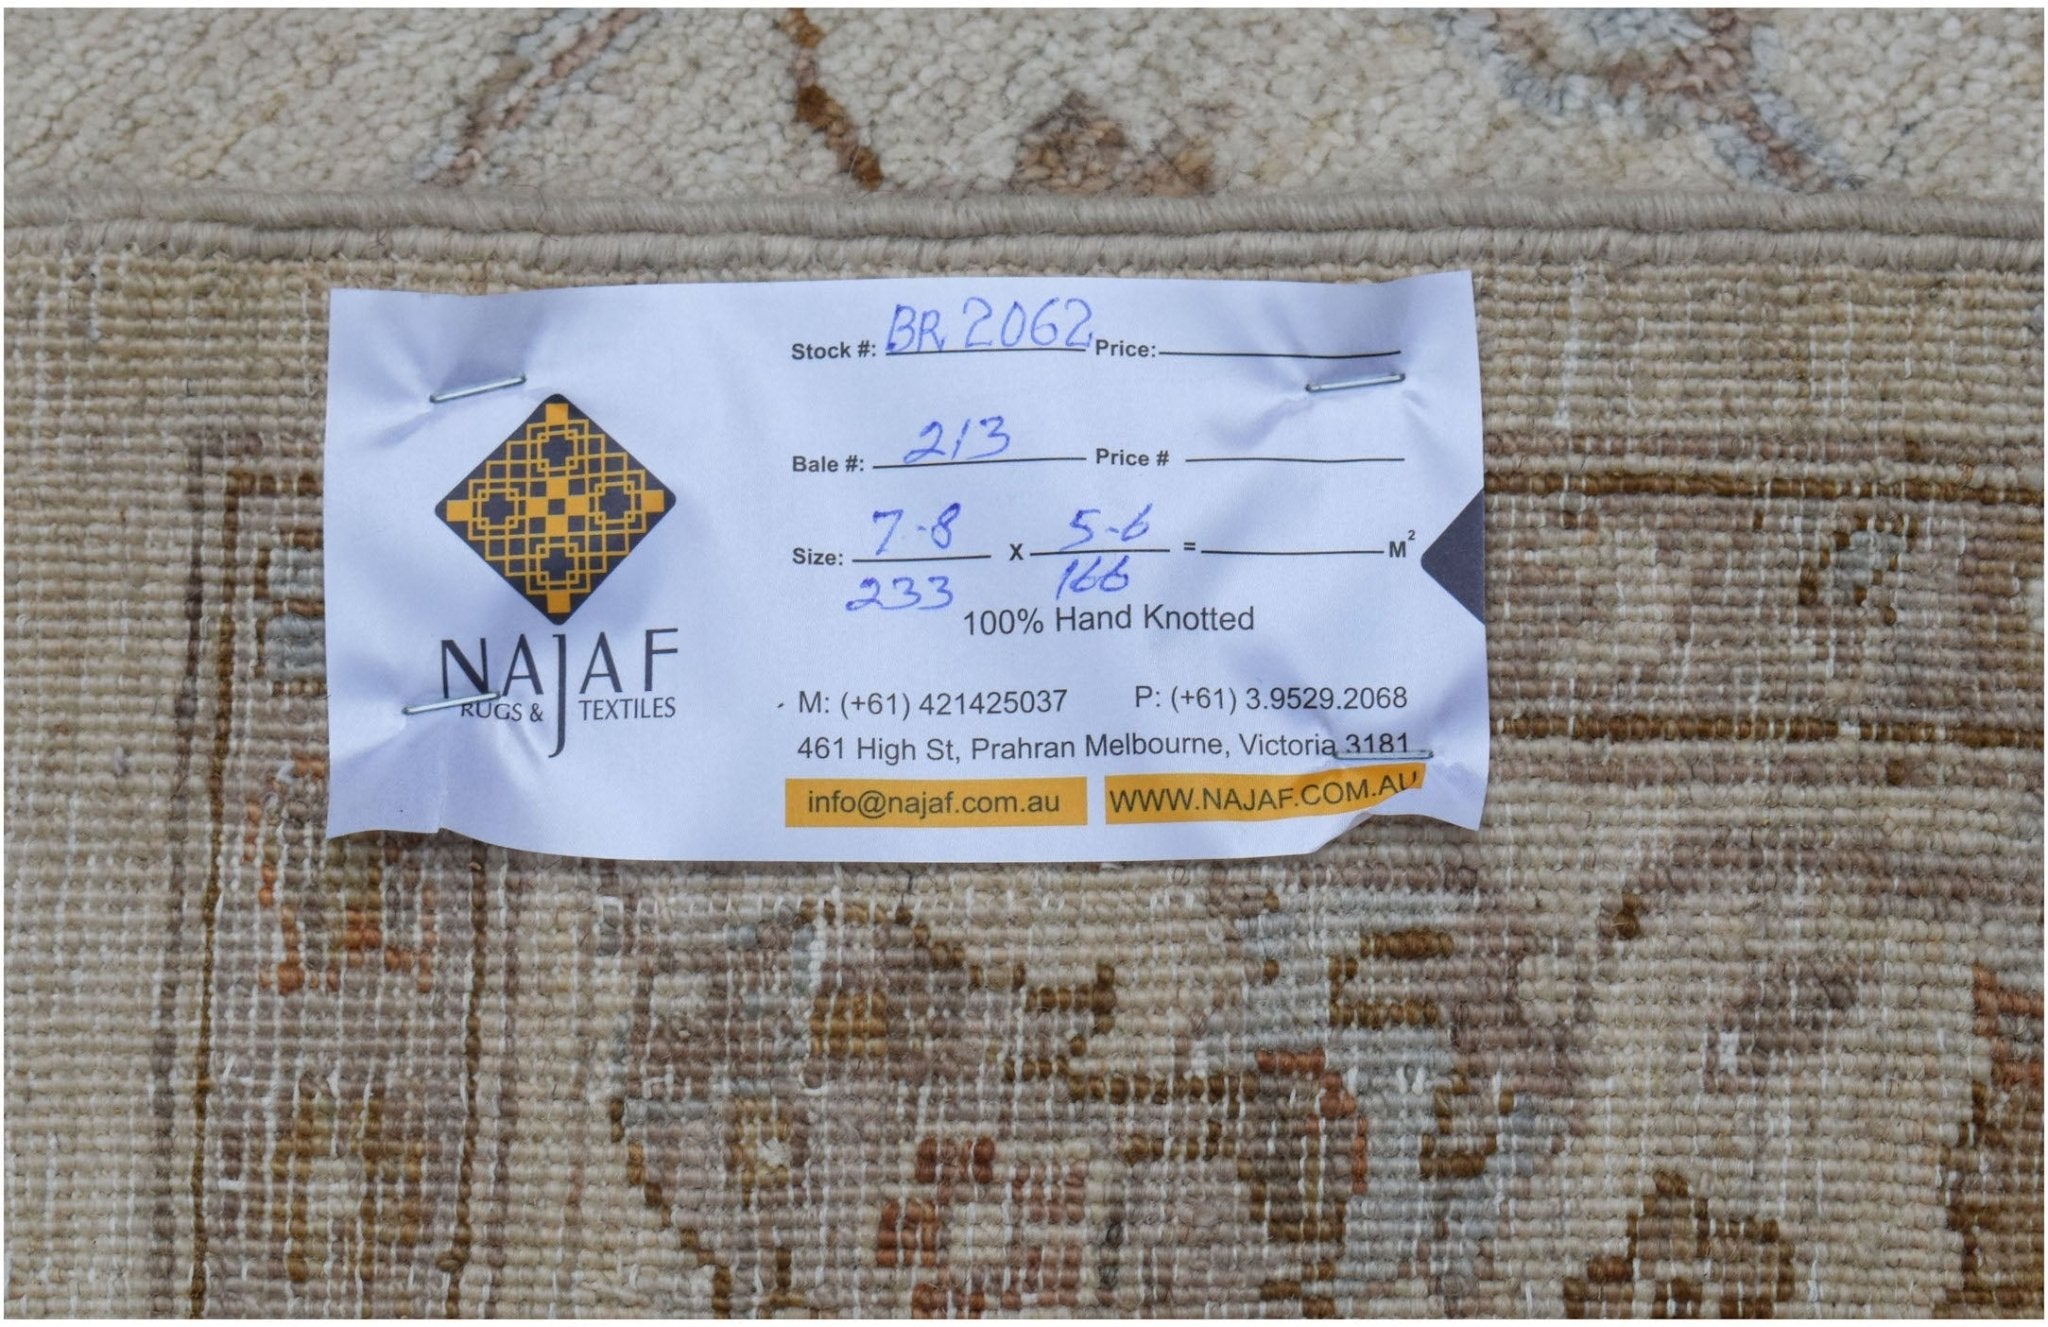 Stock #: BR 2062 Price:
Bale #: 213 Price #
Size: 7-8 X 5-6 = M²
233 166
100% Hand Knotted
NAJAF
RUGS & TEXTILES
M: (+61) 421425037 P: (+61) 3.9529.2068
461 High St, Prahran Melbourne, Victoria 3181
info@najaf.com.au WWW.NAJAF.COM.AU